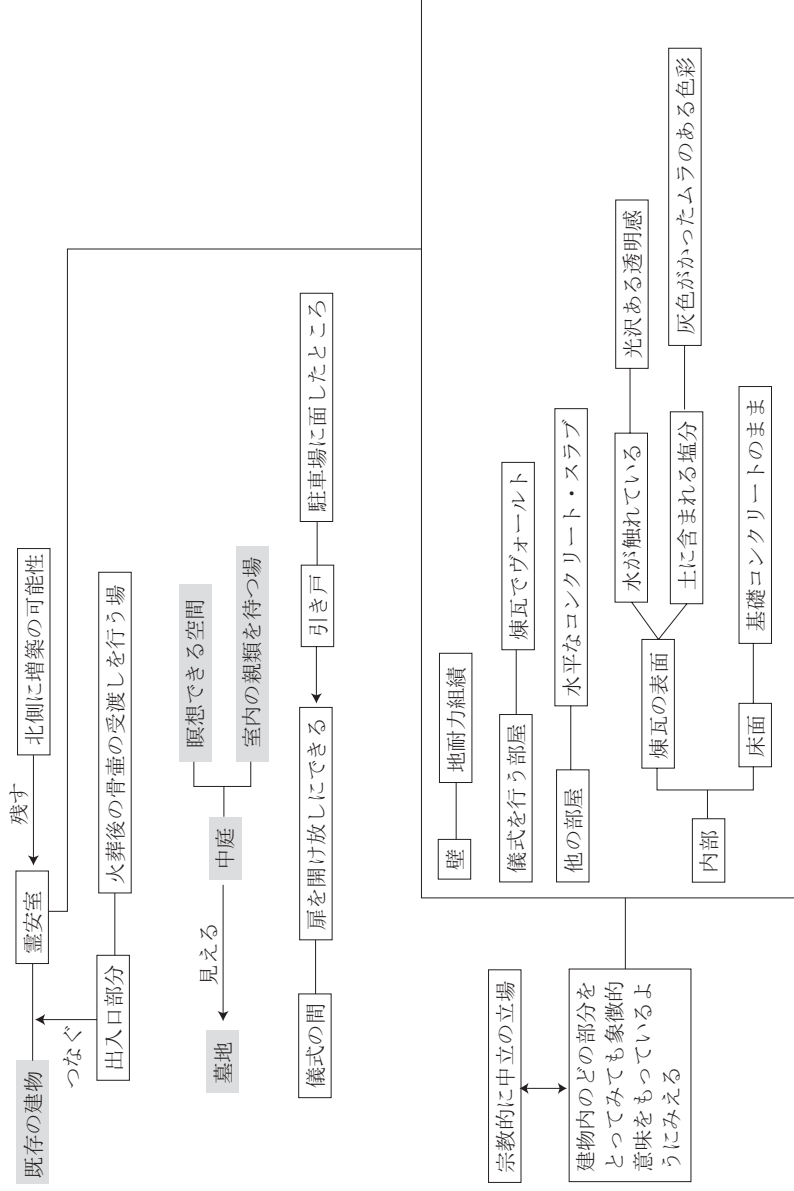 既存の建物
つなぐ
出入口部分
火葬後の骨壷の受渡しを行う場
霊安室
残す
北側に増築の可能性
墓地
見える
中庭
瞑想できる空間
室内の親類を待つ場
儀式の間
扉を開け放しにできる
引き戸
駐車場に面したところ
宗教的に中立の立場
建物内のどの部分を
とってみても象徴的
意味をもっているよ
うにみえる
壁
地耐力組績
儀式を行う部屋
煉瓦でヴォールト
他の部屋
水平なコンクリート・スラブ
内部
煉瓦の表面
水が触れている
光沢ある透明感
土に含まれる塩分
灰色がかったムラのある色彩
床面
基礎コンクリートのまま